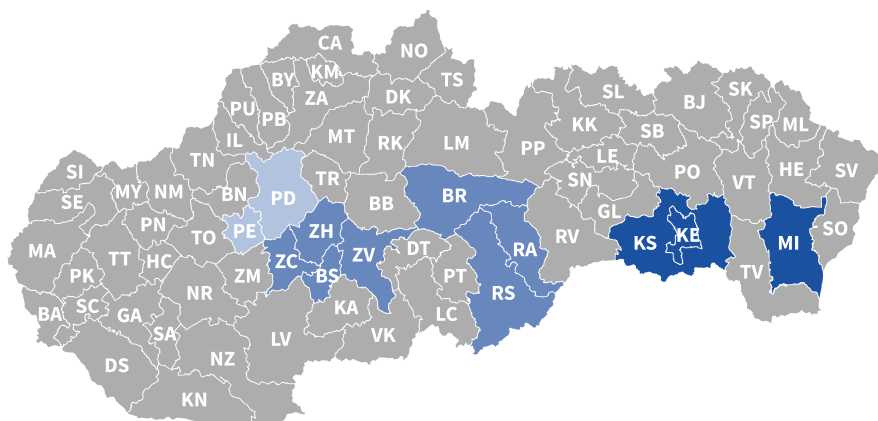 CA
NO
BY
KM
TS
ZA
DK
SL
SK
BJ
PU
PB
SP
ML
KK
IL
MT
RK
LM
SB
PP
LE
TN
SI
PO
HE
SV
VT
TR
SN
BN
MY
NM
PD
SE
BR
BB
GL
PN
PE
ZH
TO
RV
KS
KE
SO
MI
MA
TT
HC
ZC
ZV
DT
RA
PK
ZM
BS
PT
TV
NR
RS
BA
SC
GA
KA
LC
SA
LV
VK
DS
NZ
KN